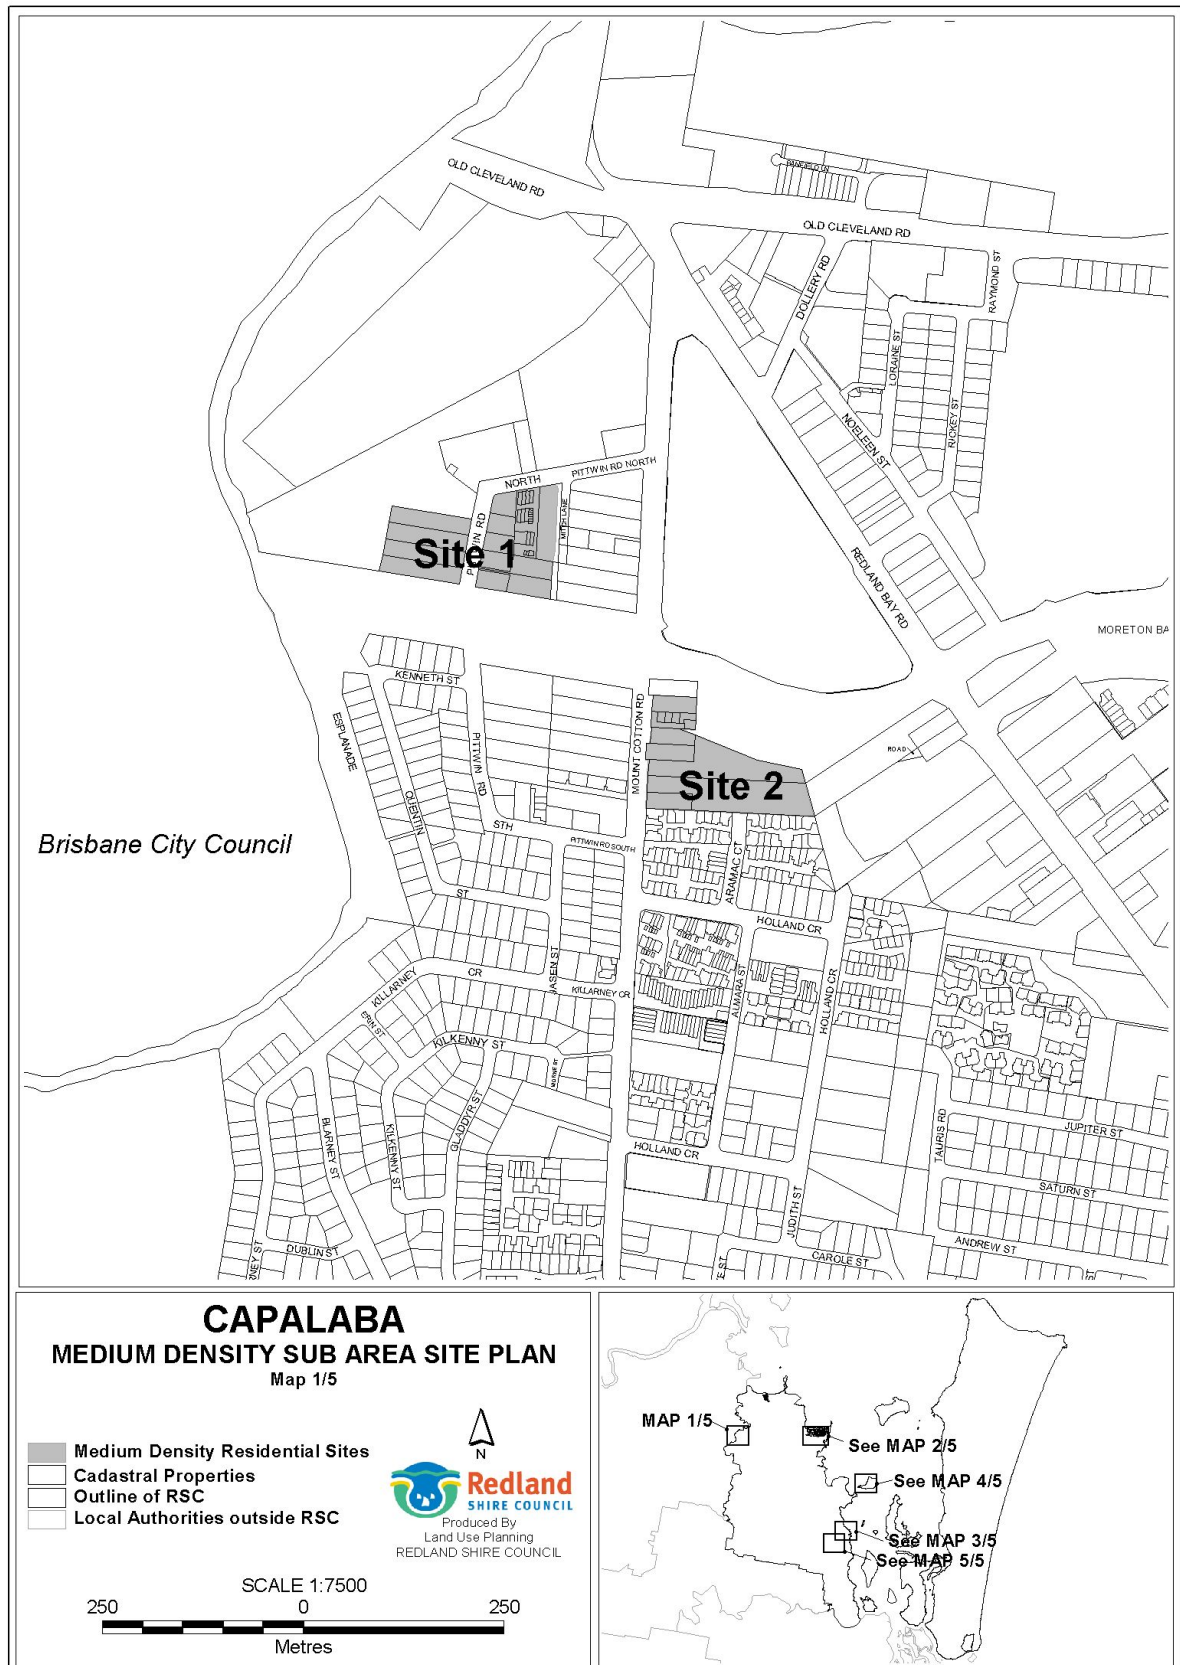 OLD CLEVELAND RD
OLD CLEVELAND RD
DOLLERY RD
RAYMOND ST
LORAINE ST
RICKEY ST
NOELEEN ST
PITTWIN RD NORTH
NORTH
MITCH LANE
Site 1
REDLAND BAY RD
MORETON BA
KENNETH ST
ESPLANADE
PITTWIN RD
MOUNT COTTON RD
ROAD
Site 2
QUENTIN
STH
PITTWIN RD SOUTH
Brisbane City Council
ARAMAC CT
ST
HOLLAND CR
JASEN ST
KILLARNEY
CR
KILLARNEY CR
ALMARA ST
HOLLAND CR
ERIN ST
KILKENNY ST
GLADDYR ST
BLARNEY ST
KILKENNY ST
TAURIS RD
JUPITER ST
HOLLAND CR
SATURN ST
JUDITH ST
DUBLIN ST
RNEY ST
E ST
CAROLE ST
ANDREW ST
CAPALABA
MEDIUM DENSITY SUB AREA SITE PLAN
Map 1/5
Medium Density Residential Sites
Cadastral Properties
Outline of RSC
Local Authorities outside RSC
N
Redland
SHIRE COUNCIL
Produced By
Land Use Planning
REDLAND SHIRE COUNCIL
SCALE 1:7500
250 0 250
Metres
MAP 1/5
See MAP 2/5
See MAP 4/5
See MAP 3/5
See MAP 5/5